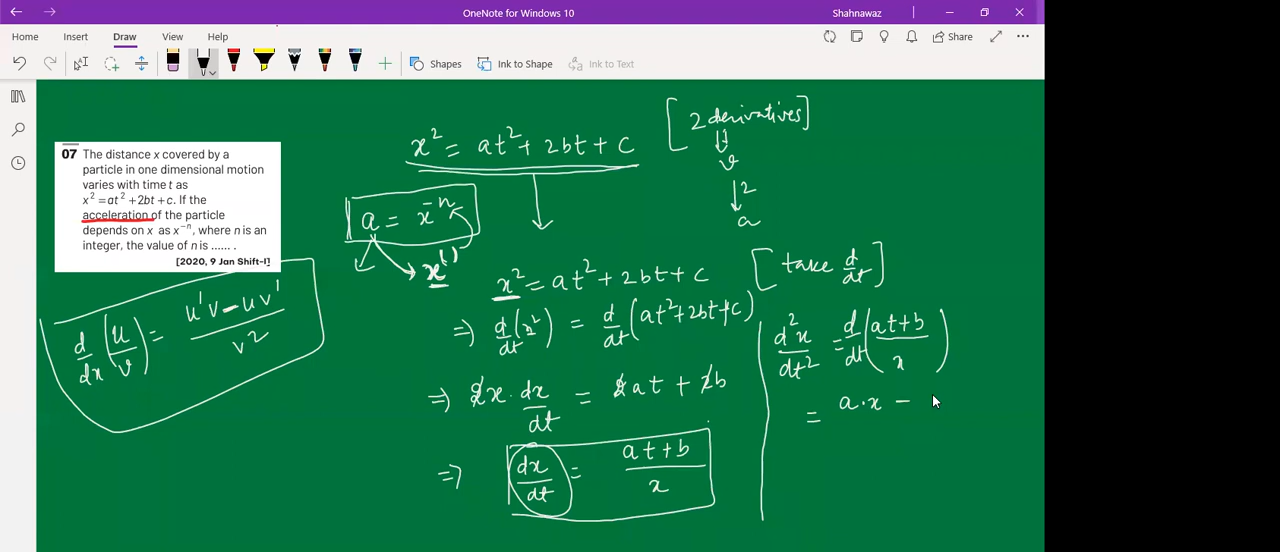 OneNote for Windows 10
Shahnawaz
Home Insert Draw View Help
Share
Shapes Ink to Shape Ink to Text
07 The distance x covered by a
particle in one dimensional motion
varies with time t as
x² = at² + 2bt + c. If the
acceleration of the particle
depends on x as x⁻ⁿ, where n is an
integer, the value of n is ...... .
[2020, 9 Jan Shift-I]
x² = at² + 2bt + c
[2 derivatives]
v
2
a
a = x⁻ⁿ
x⁽ ⁾
x² = at² + 2bt + c [take d/dt]
⇒ d/dt (x²) = d/dt (at² + 2bt + c)
⇒ 2x · dx/dt = 2at + 2b
⇒ dx/dt = (at + b)/x
d²x/dt² = d/dt ((at + b)/x)
= a·x −
d/dx (u/v) = (u'v − uv')/v²